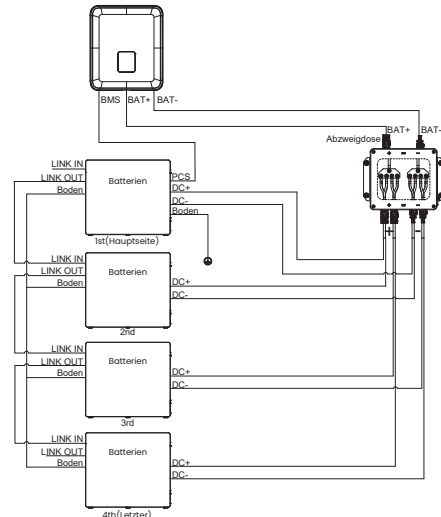 BMS BAT+ BAT-
BAT+ BAT-
Abzweigdose
LINK IN
LINK OUT
Boden
Batterien
PCS
DC+
DC-
Boden
1st(Hauptseite)
+ -
LINK IN
LINK OUT
Boden
Batterien
DC+
DC-
2nd
LINK IN
LINK OUT
Boden
Batterien
DC+
DC-
3rd
LINK IN
LINK OUT
Boden
Batterien
DC+
DC-
4th(Letzter)